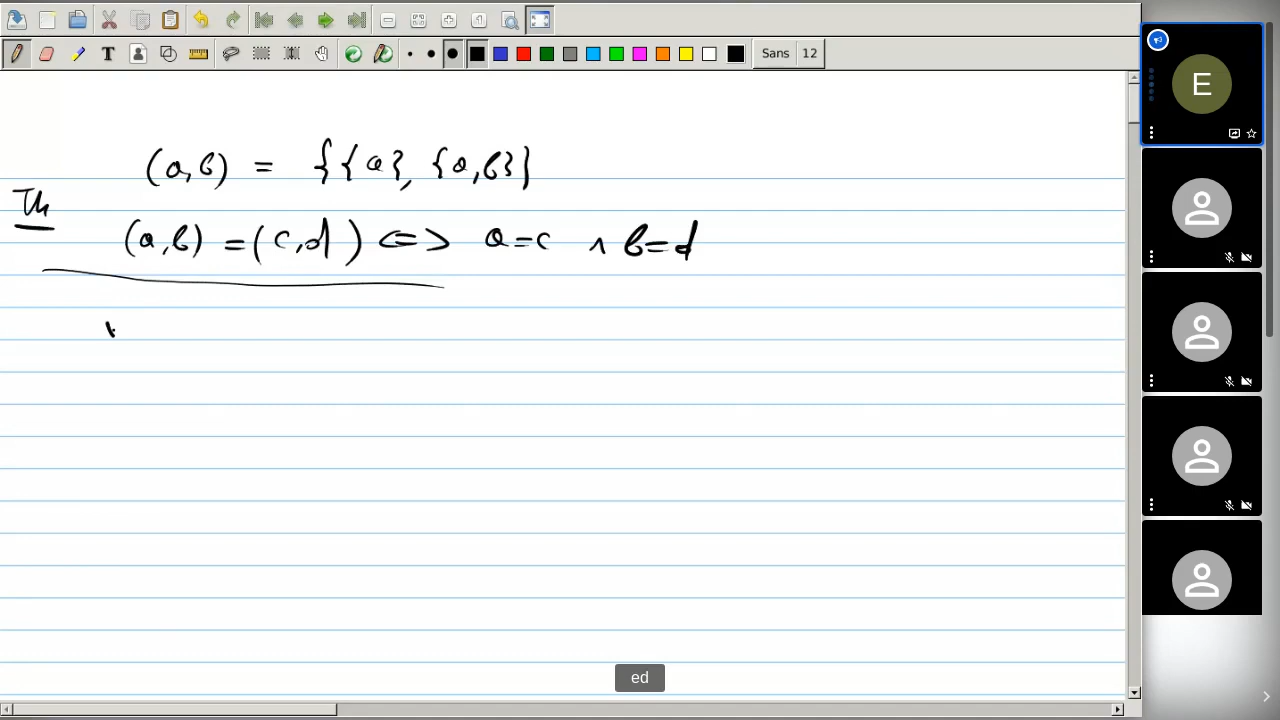 Sans 12
E
(a,b) = {{a}, {a,b}}
Th
(a,b) = (c,d) <=> a=c ∧ b=d
ed